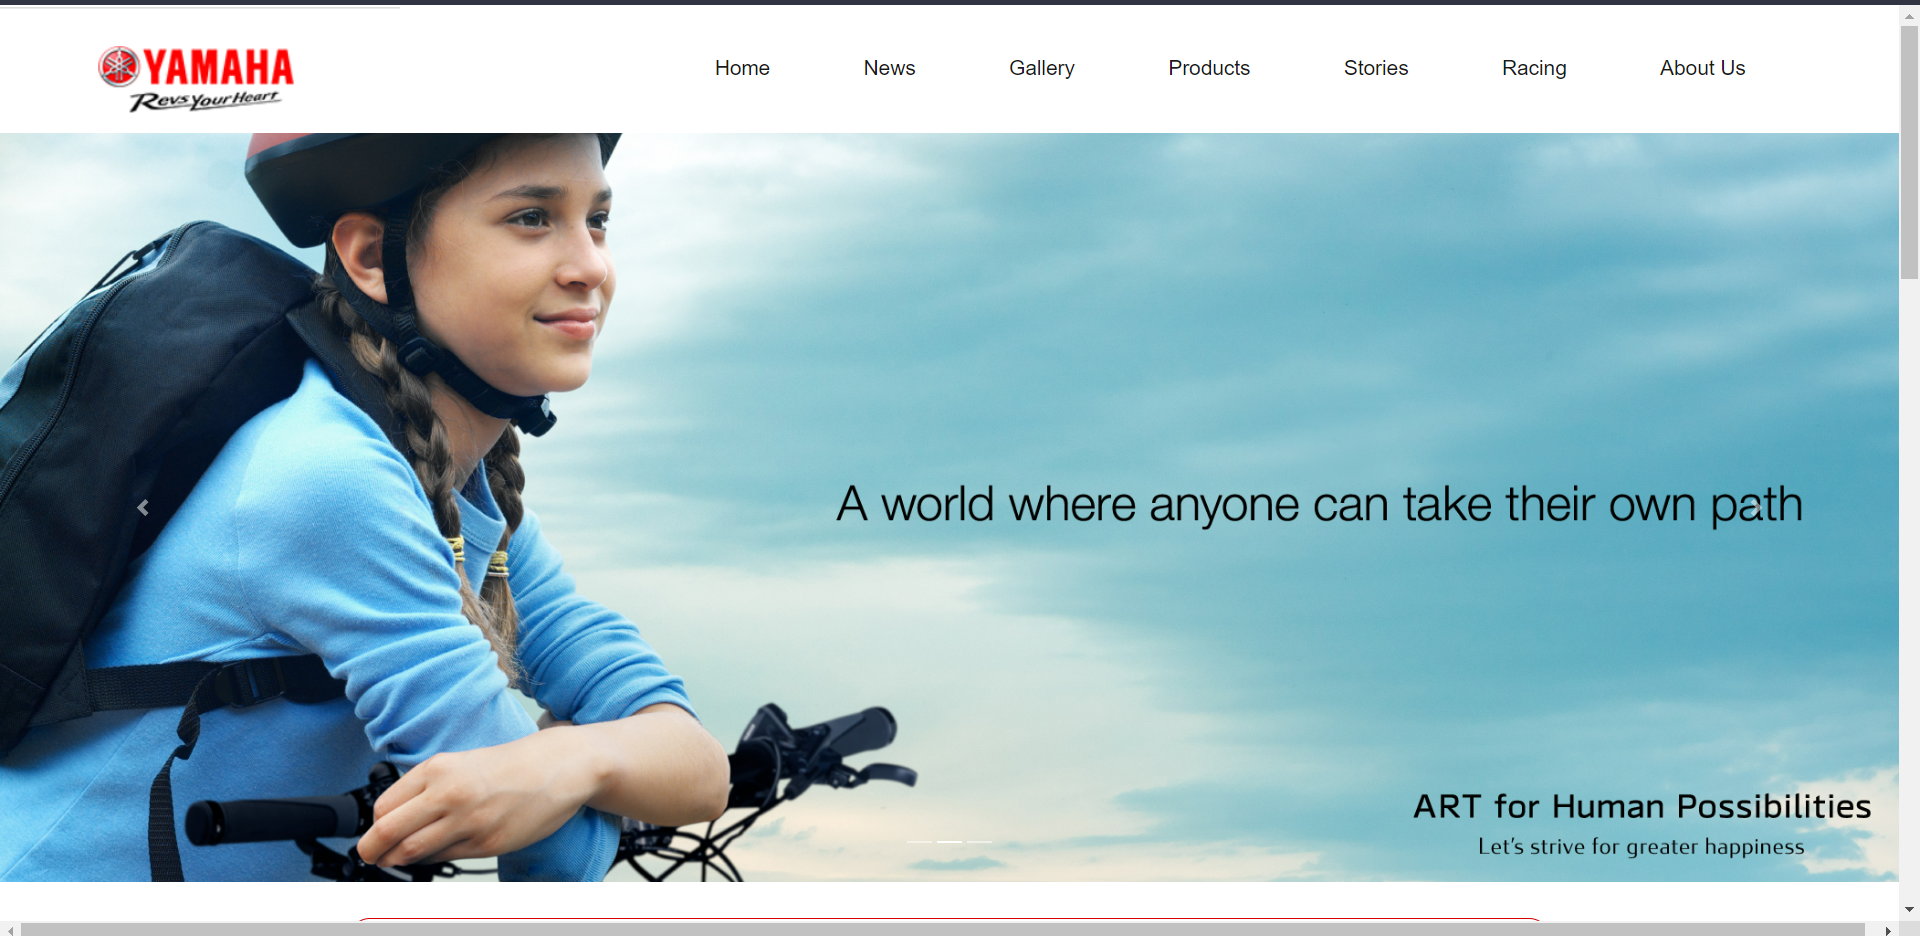 YAMAHA
Revs Your Heart
Home
News
Gallery
Products
Stories
Racing
About Us
A world where anyone can take their own path
ART for Human Possibilities
Let's strive for greater happiness